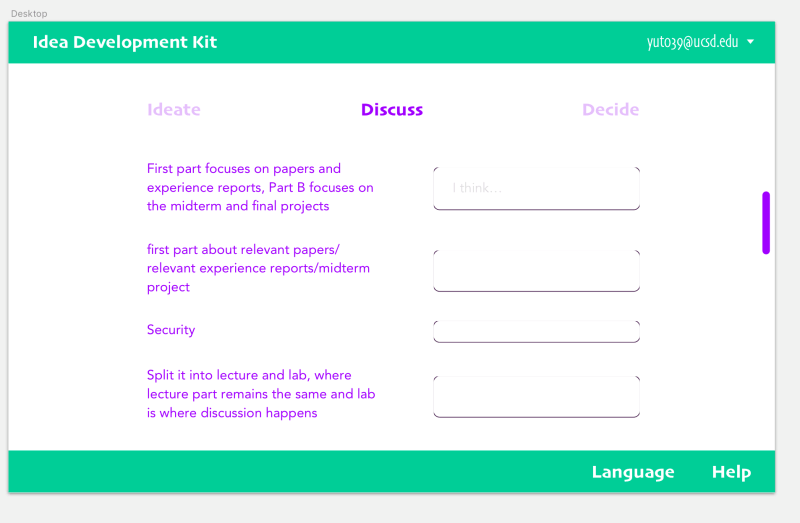 Desktop
Idea Development Kit
yuto39@ucsd.edu
Ideate
Discuss
Decide
First part focuses on papers and
experience reports, Part B focuses on
the midterm and final projects
I think...
first part about relevant papers/
relevant experience reports/midterm
project
Security
Split it into lecture and lab, where
lecture part remains the same and lab
is where discussion happens
Language
Help